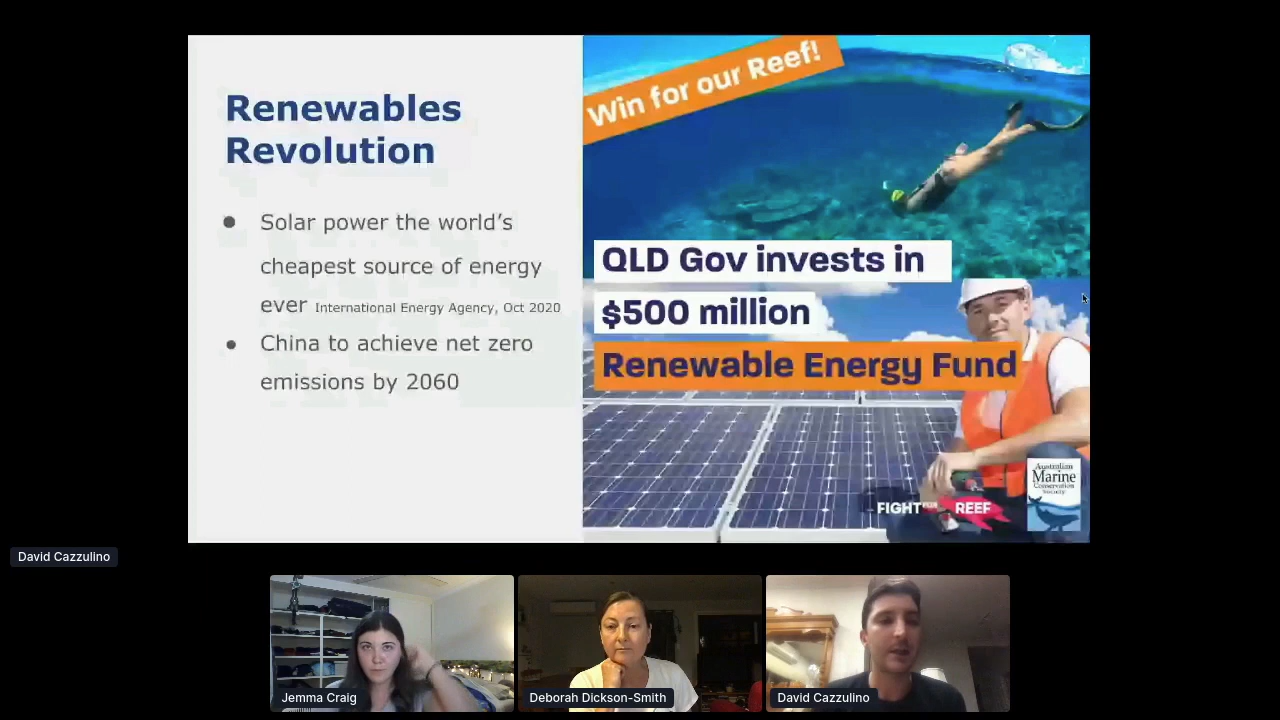 Renewables
Revolution
● Solar power the world's
cheapest source of energy
ever International Energy Agency, Oct 2020
● China to achieve net zero
emissions by 2060
Win for our Reef!
QLD Gov invests in
$500 million
Renewable Energy Fund
FIGHT FOR OUR REEF
Australian
Marine
Conservation
Society
David Cazzulino
Jemma Craig
Deborah Dickson-Smith
David Cazzulino